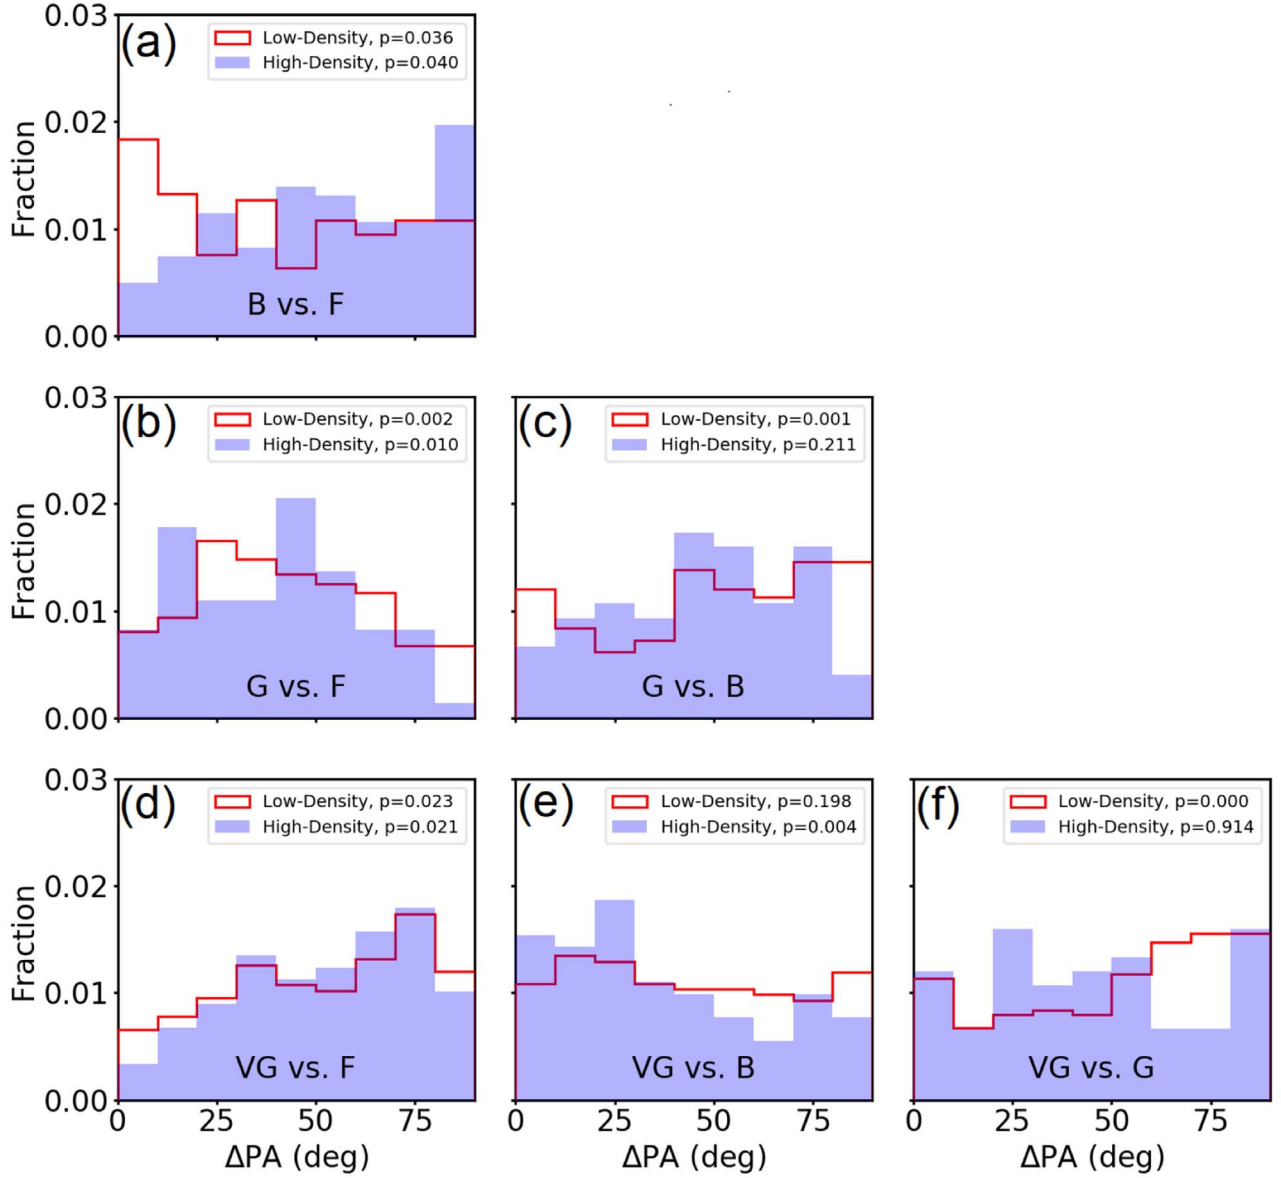 0.03
(a)
Low-Density, p=0.036
High-Density, p=0.040
0.02
Fraction
0.01
B vs. F
0.00
0.03
(b)
Low-Density, p=0.002
High-Density, p=0.010
(c)
Low-Density, p=0.001
High-Density, p=0.211
0.02
Fraction
0.01
G vs. F
G vs. B
0.00
0.03
(d)
Low-Density, p=0.023
High-Density, p=0.021
(e)
Low-Density, p=0.198
High-Density, p=0.004
(f)
Low-Density, p=0.000
High-Density, p=0.914
0.02
Fraction
0.01
VG vs. F
VG vs. B
VG vs. G
0.00
0 25 50 75
0 25 50 75
0 25 50 75
ΔPA (deg)
ΔPA (deg)
ΔPA (deg)